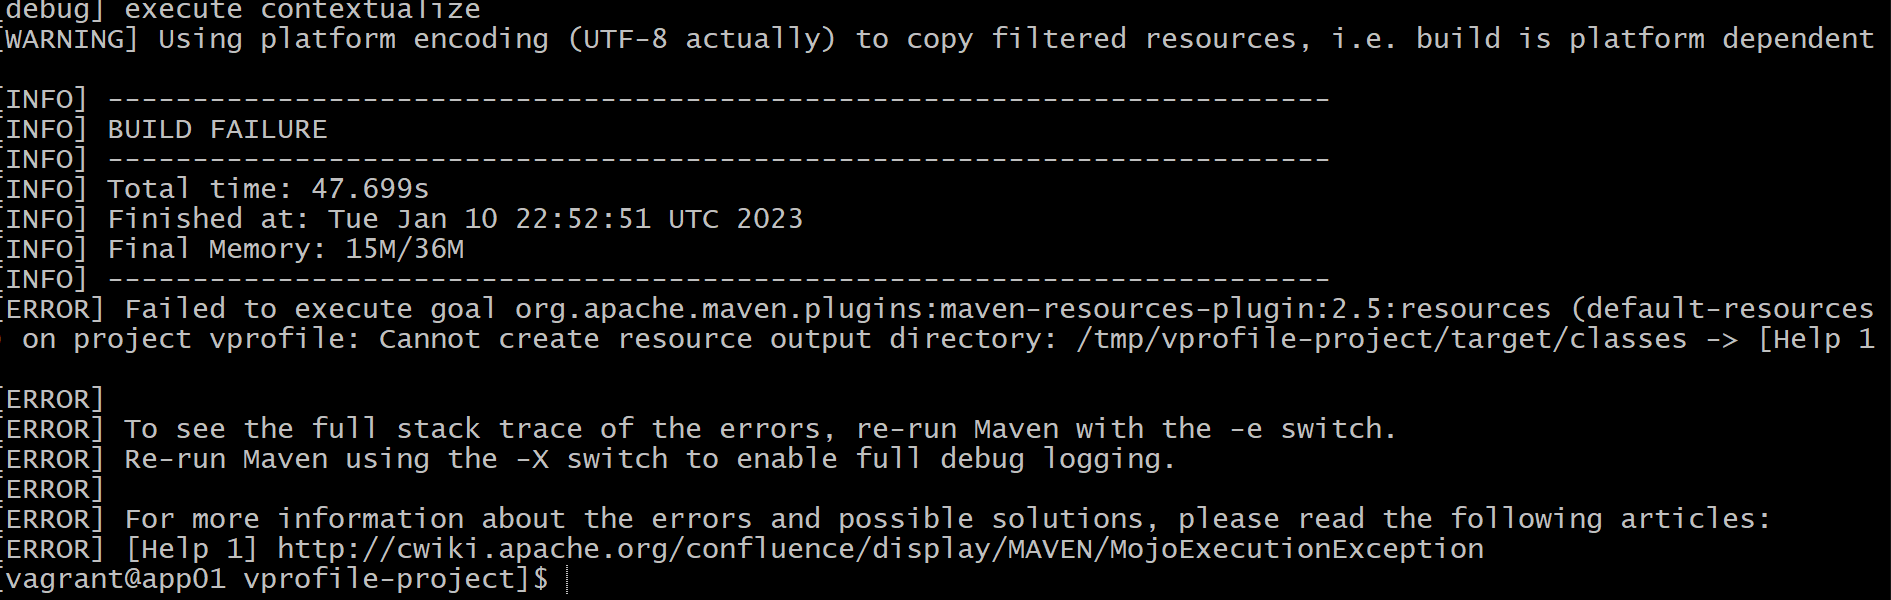 [debug] execute contextualize
[WARNING] Using platform encoding (UTF-8 actually) to copy filtered resources, i.e. build is platform dependent
[INFO] ------------------------------------------------------------------------
[INFO] BUILD FAILURE
[INFO] ------------------------------------------------------------------------
[INFO] Total time: 47.699s
[INFO] Finished at: Tue Jan 10 22:52:51 UTC 2023
[INFO] Final Memory: 15M/36M
[INFO] ------------------------------------------------------------------------
[ERROR] Failed to execute goal org.apache.maven.plugins:maven-resources-plugin:2.5:resources (default-resources
) on project vprofile: Cannot create resource output directory: /tmp/vprofile-project/target/classes -> [Help 1
[ERROR]
[ERROR] To see the full stack trace of the errors, re-run Maven with the -e switch.
[ERROR] Re-run Maven using the -X switch to enable full debug logging.
[ERROR]
[ERROR] For more information about the errors and possible solutions, please read the following articles:
[ERROR] [Help 1] http://cwiki.apache.org/confluence/display/MAVEN/MojoExecutionException
[vagrant@app01 vprofile-project]$